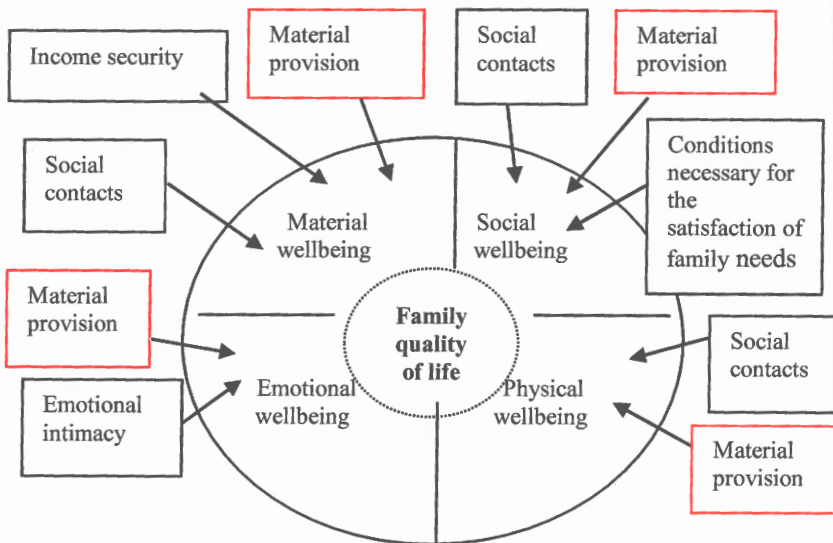 Income security
Material
provision
Social
contacts
Material
provision
Social
contacts
Conditions
necessary for
the
satisfaction of
family needs
Material
wellbeing
Social
wellbeing
Material
provision
Family
quality
of life
Social
contacts
Emotional
wellbeing
Physical
wellbeing
Emotional
intimacy
Material
provision